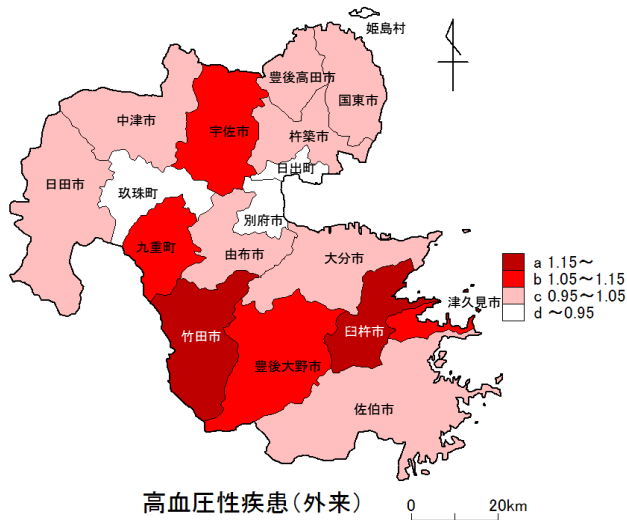 姫島村
豊後高田市
国東市
中津市
宇佐市
杵築市
日出町
日田市
玖珠町
別府市
九重町
由布市
大分市
a 1.15～
b 1.05～1.15
c 0.95～1.05
d ～0.95
津久見市
竹田市
臼杵市
豊後大野市
佐伯市
高血圧性疾患（外来）
0 20km